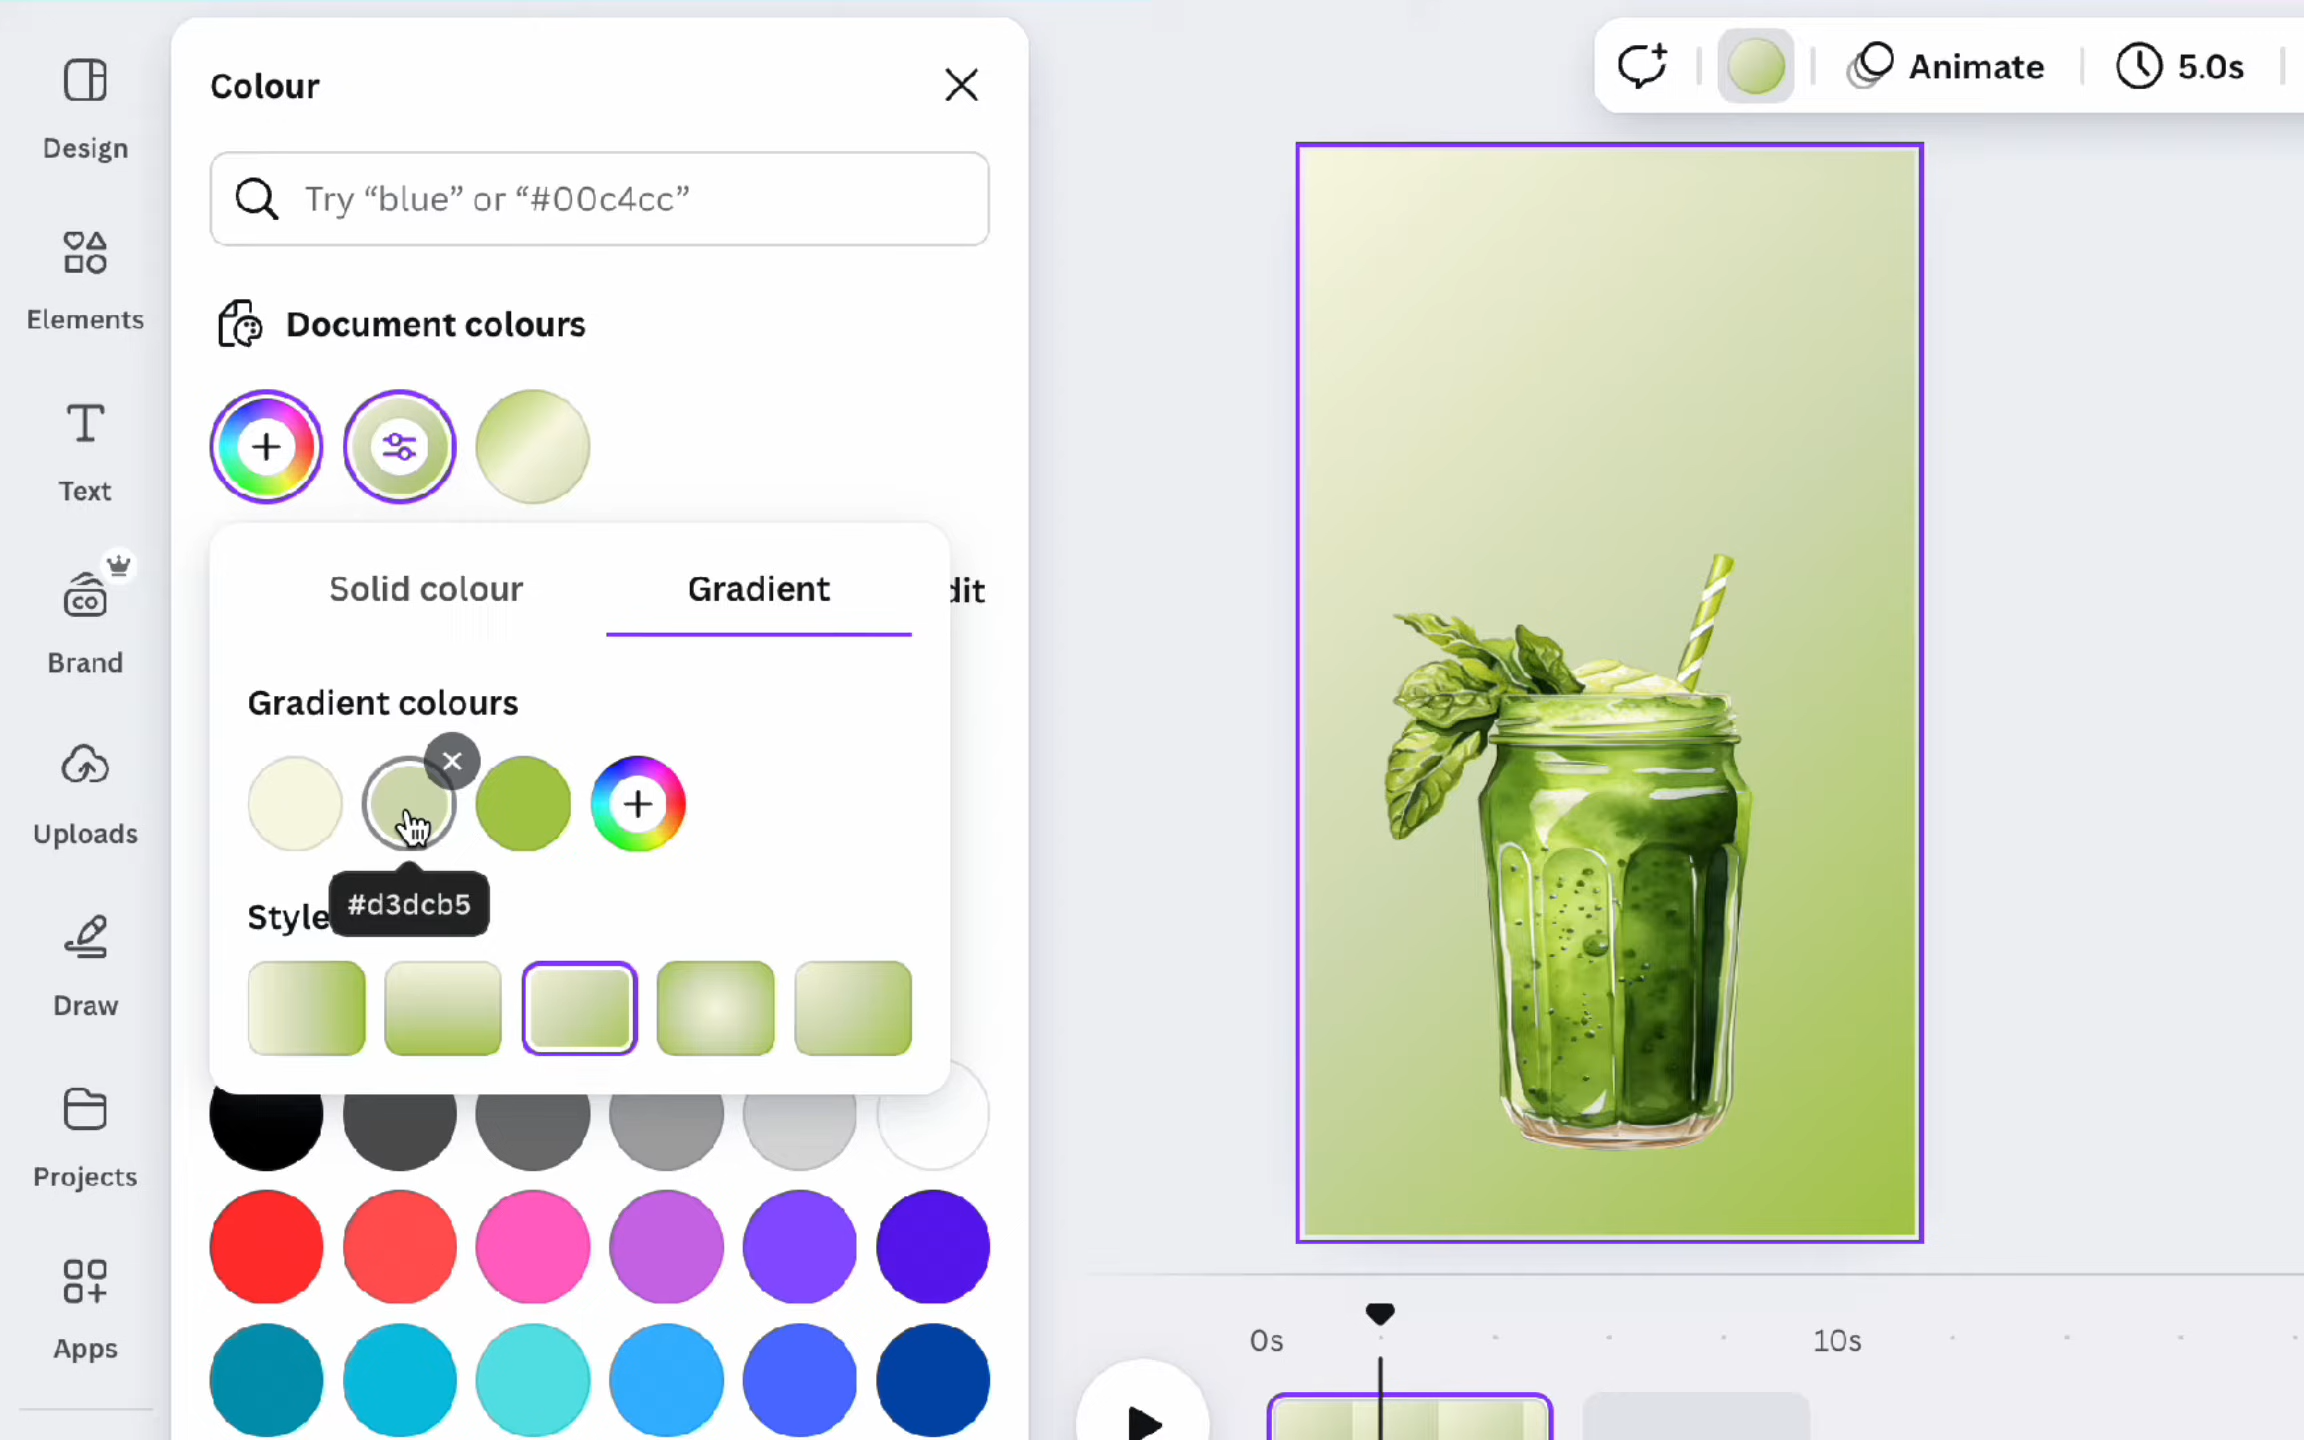 Design
Elements
Text
CO
Brand
Uploads
Draw
Projects
Apps
Colour
Try “blue” or “#00c4cc”
Document colours
Solid colour
Gradient
dit
Gradient colours
#d3dcb5
Style
Animate
5.0s
0s
10s